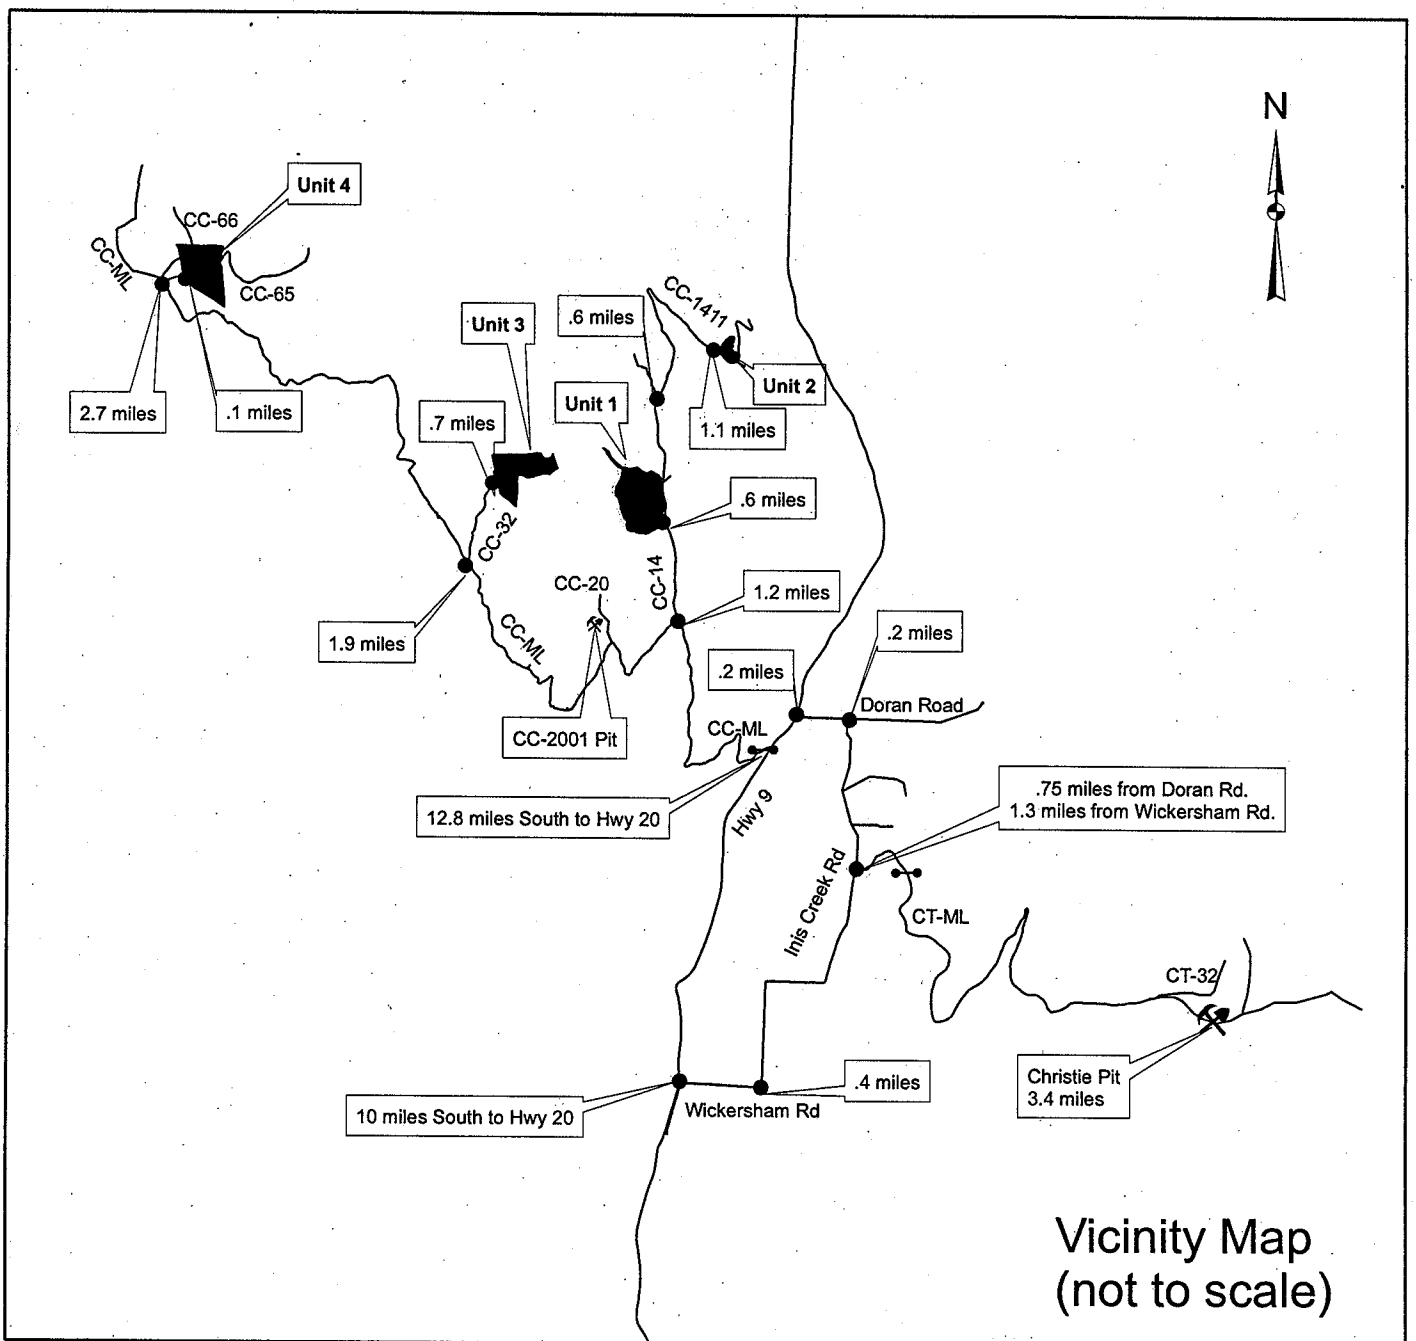 N
Unit 4
CC-66
CC-ML
CC-65
CC-1411
.6 miles
Unit 3
Unit 2
2.7 miles
.1 miles
Unit 1
.7 miles
1.1 miles
.6 miles
CC-32
CC-14
CC-20
1.2 miles
1.9 miles
CC-ML
.2 miles
.2 miles
Doran Road
CC-ML
CC-2001 Pit
.75 miles from Doran Rd.
1.3 miles from Wickersham Rd.
12.8 miles South to Hwy 20
Hwy 9
Inis Creek Rd
CT-ML
CT-32
Christie Pit
3.4 miles
.4 miles
10 miles South to Hwy 20
Wickersham Rd
Vicinity Map
(not to scale)